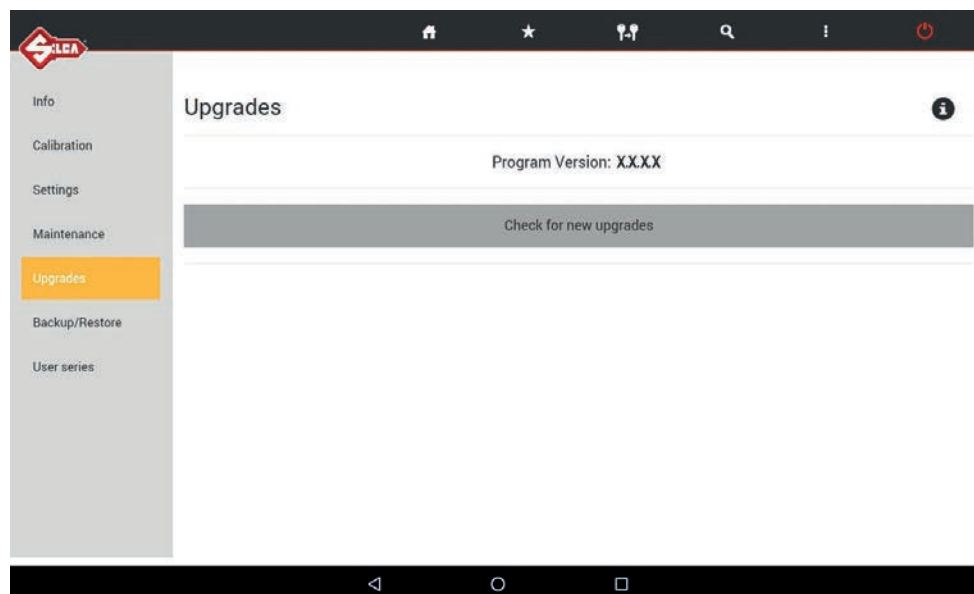 SILCA
Info
Calibration
Settings
Maintenance
Upgrades
Backup/Restore
User series
Upgrades
Program Version: X.X.X.X
Check for new upgrades